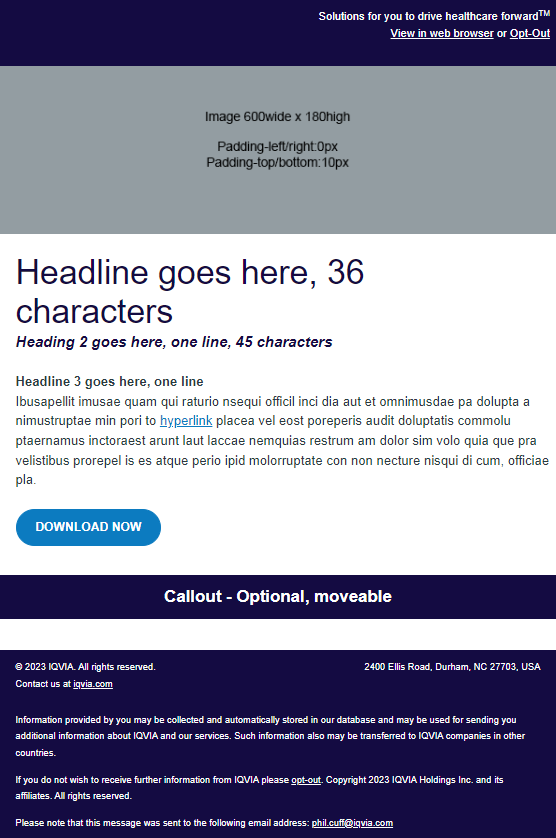 Solutions for you to drive healthcare forward™
View in web browser or Opt-Out
Image 600wide x 180high
Padding-left/right:0px
Padding-top/bottom:10px
Headline goes here, 36
characters
Heading 2 goes here, one line, 45 characters
Headline 3 goes here, one line
Ibusapellit imusae quam qui raturio nsequi officil inci dia aut et omnimusdae pa dolupta a
nimustruptae min pori to hyperlink placea vel eost poreperis audit doluptatis commolu
ptaernamus inctoraest arunt laut laccae nemquias restrum am dolor sim volo quia que pra
velistibus prorepel is es atque perio ipid molorruptate con non necture nisqui di cum, officiae
pla.
DOWNLOAD NOW
Callout - Optional, moveable
© 2023 IQVIA. All rights reserved.
2400 Ellis Road, Durham, NC 27703, USA
Contact us at iqvia.com
Information provided by you may be collected and automatically stored in our database and may be used for sending you
additional information about IQVIA and our services. Such information also may be transferred to IQVIA companies in other
countries.
If you do not wish to receive further information from IQVIA please opt-out. Copyright 2023 IQVIA Holdings Inc. and its
affiliates. All rights reserved.
Please note that this message was sent to the following email address: phil.cuff@iqvia.com